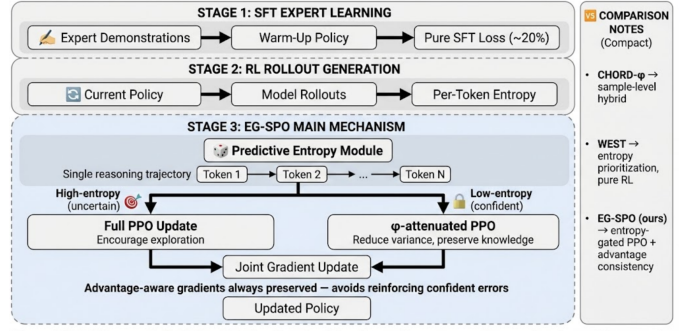 STAGE 1: SFT EXPERT LEARNING
Expert Demonstrations
Warm-Up Policy
Pure SFT Loss (~20%)
STAGE 2: RL ROLLOUT GENERATION
Current Policy
Model Rollouts
Per-Token Entropy
STAGE 3: EG-SPO MAIN MECHANISM
Predictive Entropy Module
Single reasoning trajectory
Token 1
Token 2
...
Token N
High-entropy
(uncertain)
Low-entropy
(confident)
Full PPO Update
Encourage exploration
φ-attenuated PPO
Reduce variance, preserve knowledge
Joint Gradient Update
Advantage-aware gradients always preserved — avoids reinforcing confident errors
Updated Policy
VS COMPARISON
NOTES
(Compact)
• CHORD-φ →
sample-level
hybrid
• WEST →
entropy
prioritization,
pure RL
• EG-SPO (ours)
→ entropy-
gated PPO +
advantage
consistency